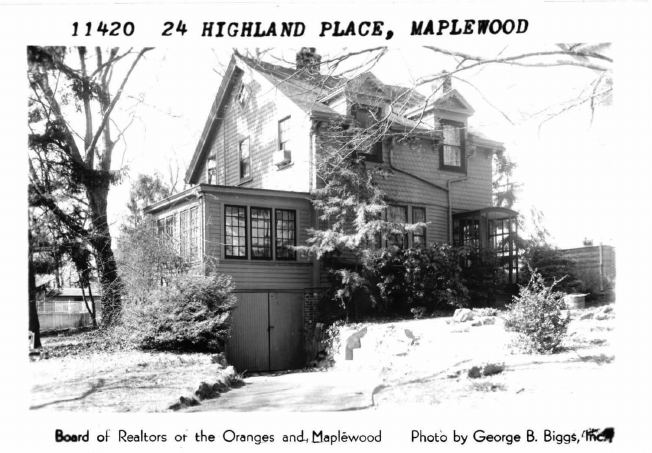 11420 24 HIGHLAND PLACE, MAPLEWOOD
Board of Realtors of the Oranges and, Maplewood Photo by George B. Biggs, Inc.